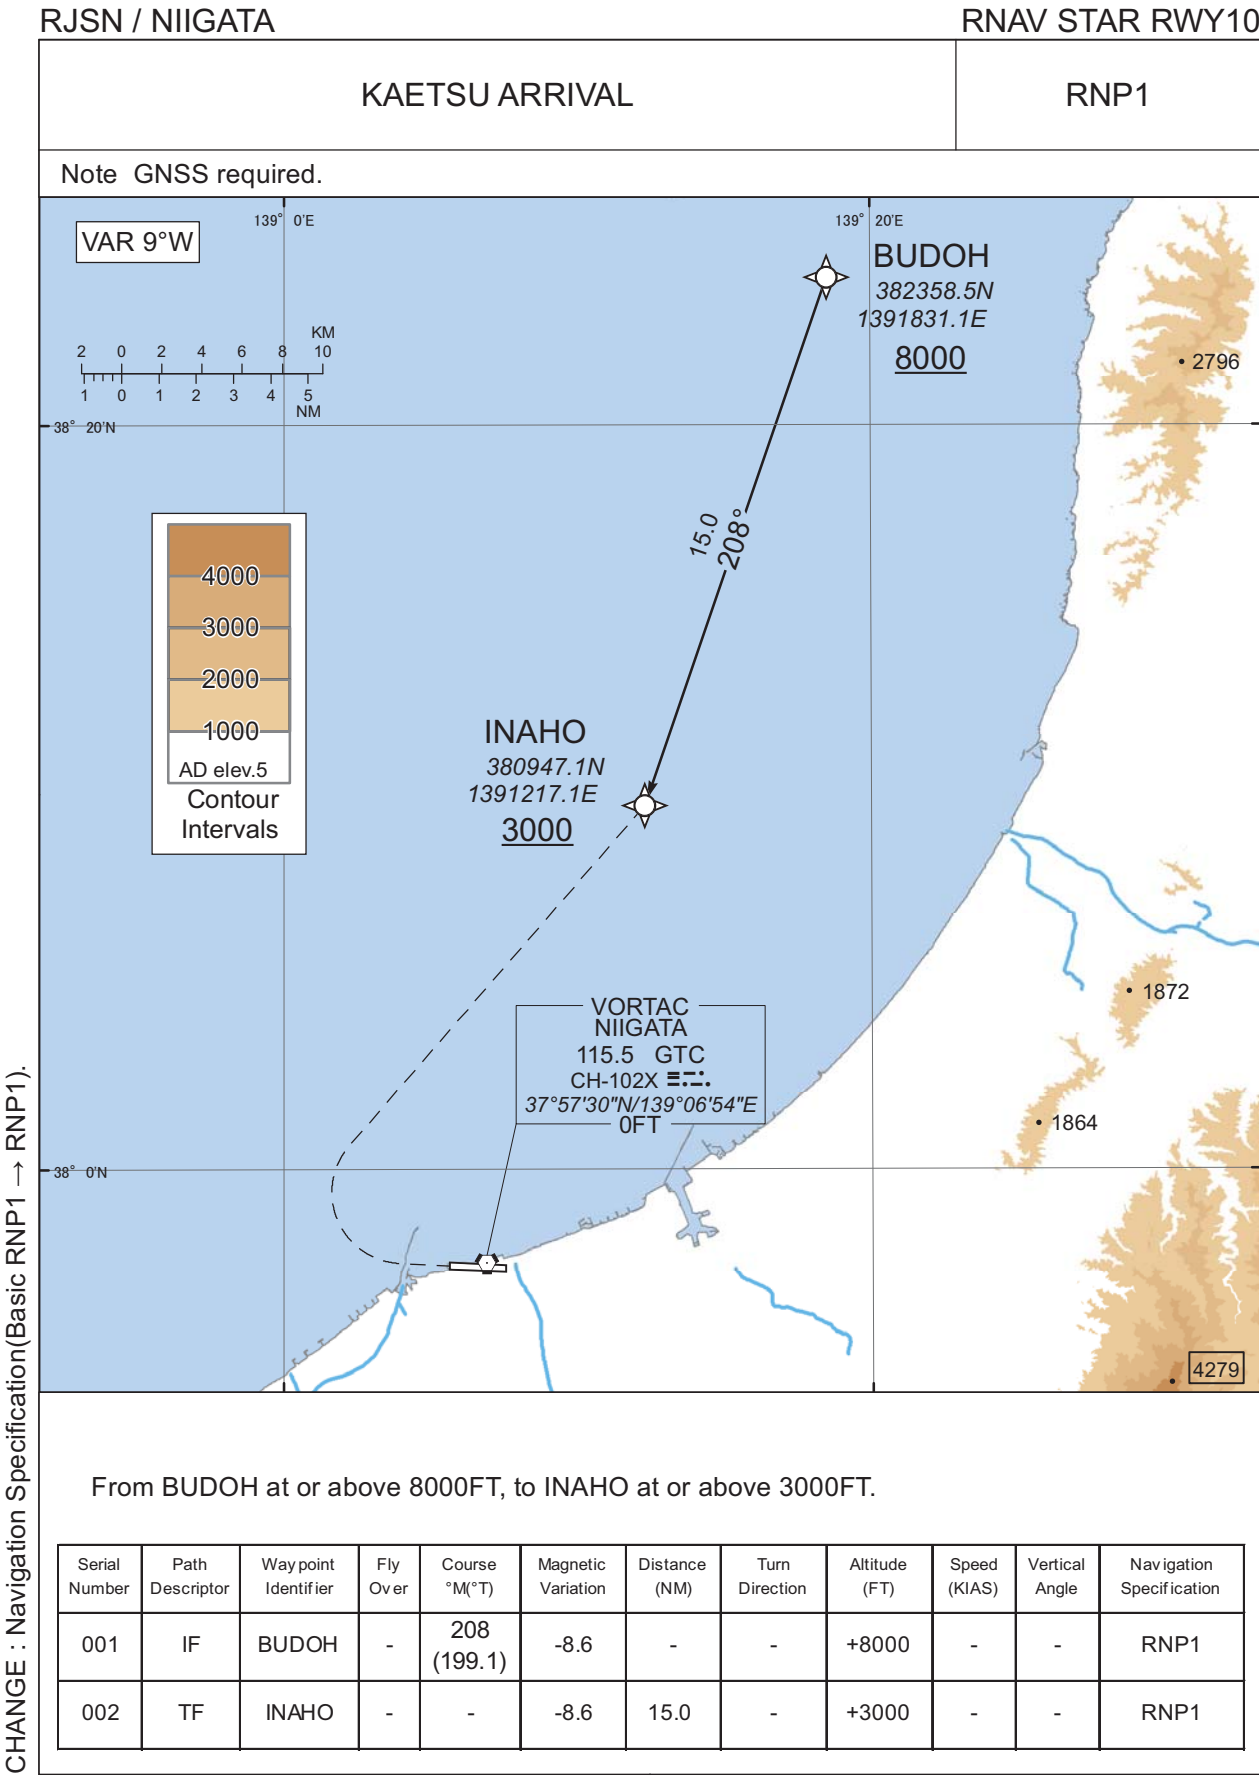 RJSN / NIIGATA
RNAV STAR RWY10
KAETSU ARRIVAL
RNP1
Note GNSS required.
139° 0'E
139° 20'E
VAR 9°W
BUDOH
382358.5N
1391831.1E
8000
KM
2 0 2 4 6 8 10
1 0 1 2 3 4 5
NM
2796
38° 20'N
15.0
208°
4000
3000
2000
1000
AD elev.5
Contour
Intervals
INAHO
380947.1N
1391217.1E
3000
VORTAC
NIIGATA
115.5 GTC
CH-102X
37°57'30"N/139°06'54"E
0FT
1872
1864
38° 0'N
4279
CHANGE : Navigation Specification(Basic RNP1 → RNP1).
From BUDOH at or above 8000FT, to INAHO at or above 3000FT.
Serial Number Path Descriptor Waypoint Identifier Fly Over Course °M(°T) Magnetic Variation Distance (NM) Turn Direction Altitude (FT) Speed (KIAS) Vertical Angle Navigation Specification
001 IF BUDOH - 208 (199.1) -8.6 - - +8000 - - RNP1
002 TF INAHO - - -8.6 15.0 - +3000 - - RNP1